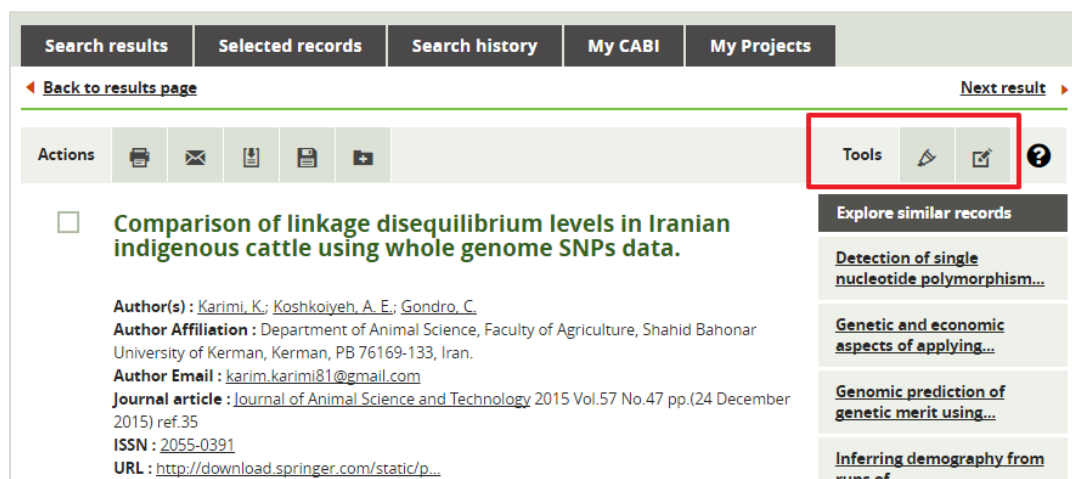 Search results
Selected records
Search history
My CABI
My Projects
Back to results page
Next result
Actions
Tools
?
Comparison of linkage disequilibrium levels in Iranian
indigenous cattle using whole genome SNPs data.
Author(s) : Karimi, K.; Koshkoiyeh, A. E.; Gondro, C.
Author Affiliation : Department of Animal Science, Faculty of Agriculture, Shahid Bahonar
University of Kerman, Kerman, PB 76169-133, Iran.
Author Email : karim.karimi81@gmail.com
Journal article : Journal of Animal Science and Technology 2015 Vol.57 No.47 pp.(24 December
2015) ref.35
ISSN : 2055-0391
URL : http://download.springer.com/static/p...
Explore similar records
Detection of single
nucleotide polymorphism...
Genetic and economic
aspects of applying...
Genomic prediction of
genetic merit using...
Inferring demography from
runs of